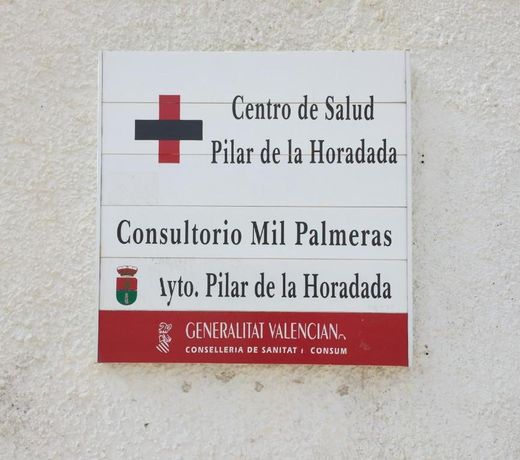 Centro de Salud
Pilar de la Horadada
Consultorio Mil Palmeras
Ayto. Pilar de la Horadada
GENERALITAT VALENCIANA
CONSELLERIA DE SANITAT I CONSUM